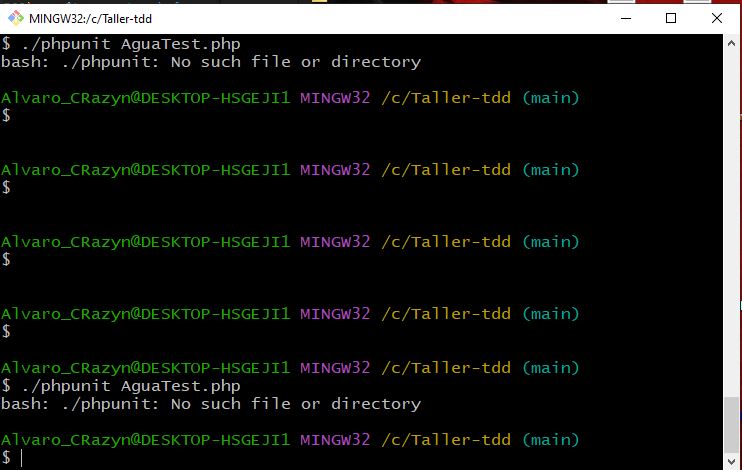 MINGW32:/c/Taller-tdd
$ ./phpunit AguaTest.php
bash: ./phpunit: No such file or directory
Alvaro_CRazyn@DESKTOP-HSGEJI1 MINGW32 /c/Taller-tdd (main)
$
Alvaro_CRazyn@DESKTOP-HSGEJI1 MINGW32 /c/Taller-tdd (main)
$
Alvaro_CRazyn@DESKTOP-HSGEJI1 MINGW32 /c/Taller-tdd (main)
$
Alvaro_CRazyn@DESKTOP-HSGEJI1 MINGW32 /c/Taller-tdd (main)
$
Alvaro_CRazyn@DESKTOP-HSGEJI1 MINGW32 /c/Taller-tdd (main)
$ ./phpunit AguaTest.php
bash: ./phpunit: No such file or directory
Alvaro_CRazyn@DESKTOP-HSGEJI1 MINGW32 /c/Taller-tdd (main)
$